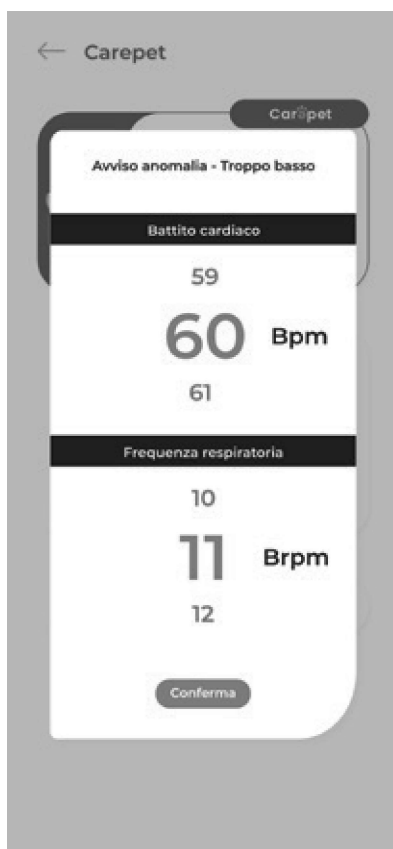 ← Carepet
Carepet
Avviso anomalia - Troppo basso
Battito cardiaco
59
60 Bpm
61
Frequenza respiratoria
10
11 Brpm
12
Conferma